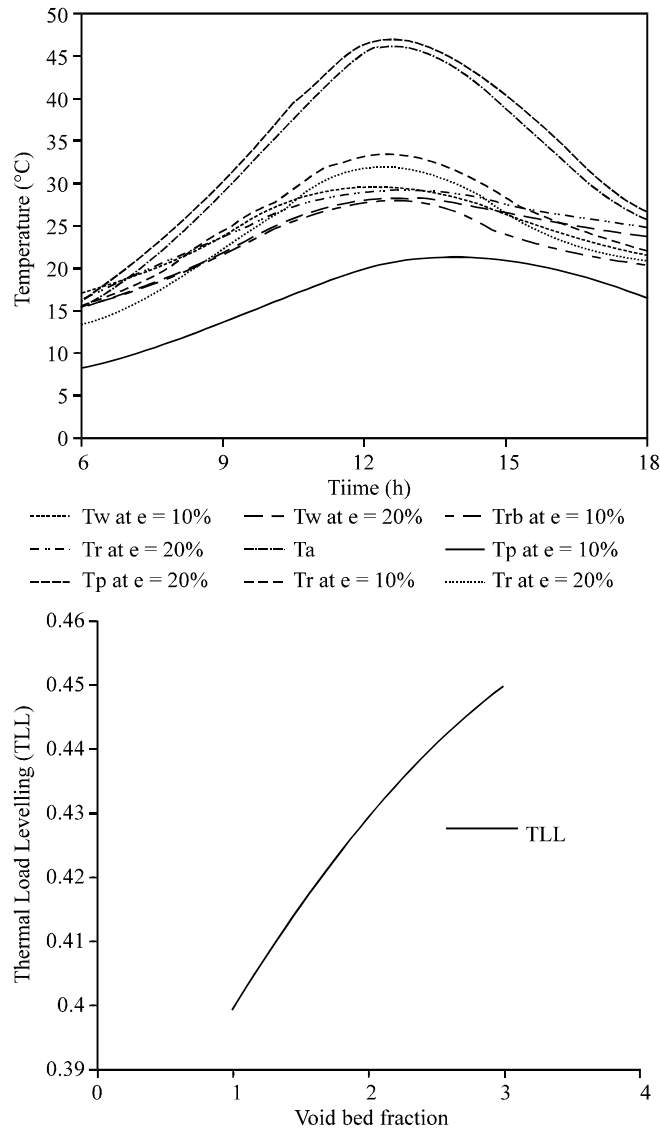 50
45
40
35
30
25
20
15
10
5
0
Temperature (°C)
6 9 12 15 18
Tiime (h)
Tw at e = 10% Tw at e = 20% Trb at e = 10%
Tr at e = 20% Ta Tp at e = 10%
Tp at e = 20% Tr at e = 10% Tr at e = 20%
0.46
0.45
0.44
0.43
0.42
0.41
0.4
0.39
Thermal Load Levelling (TLL)
TLL
0 1 2 3 4
Void bed fraction